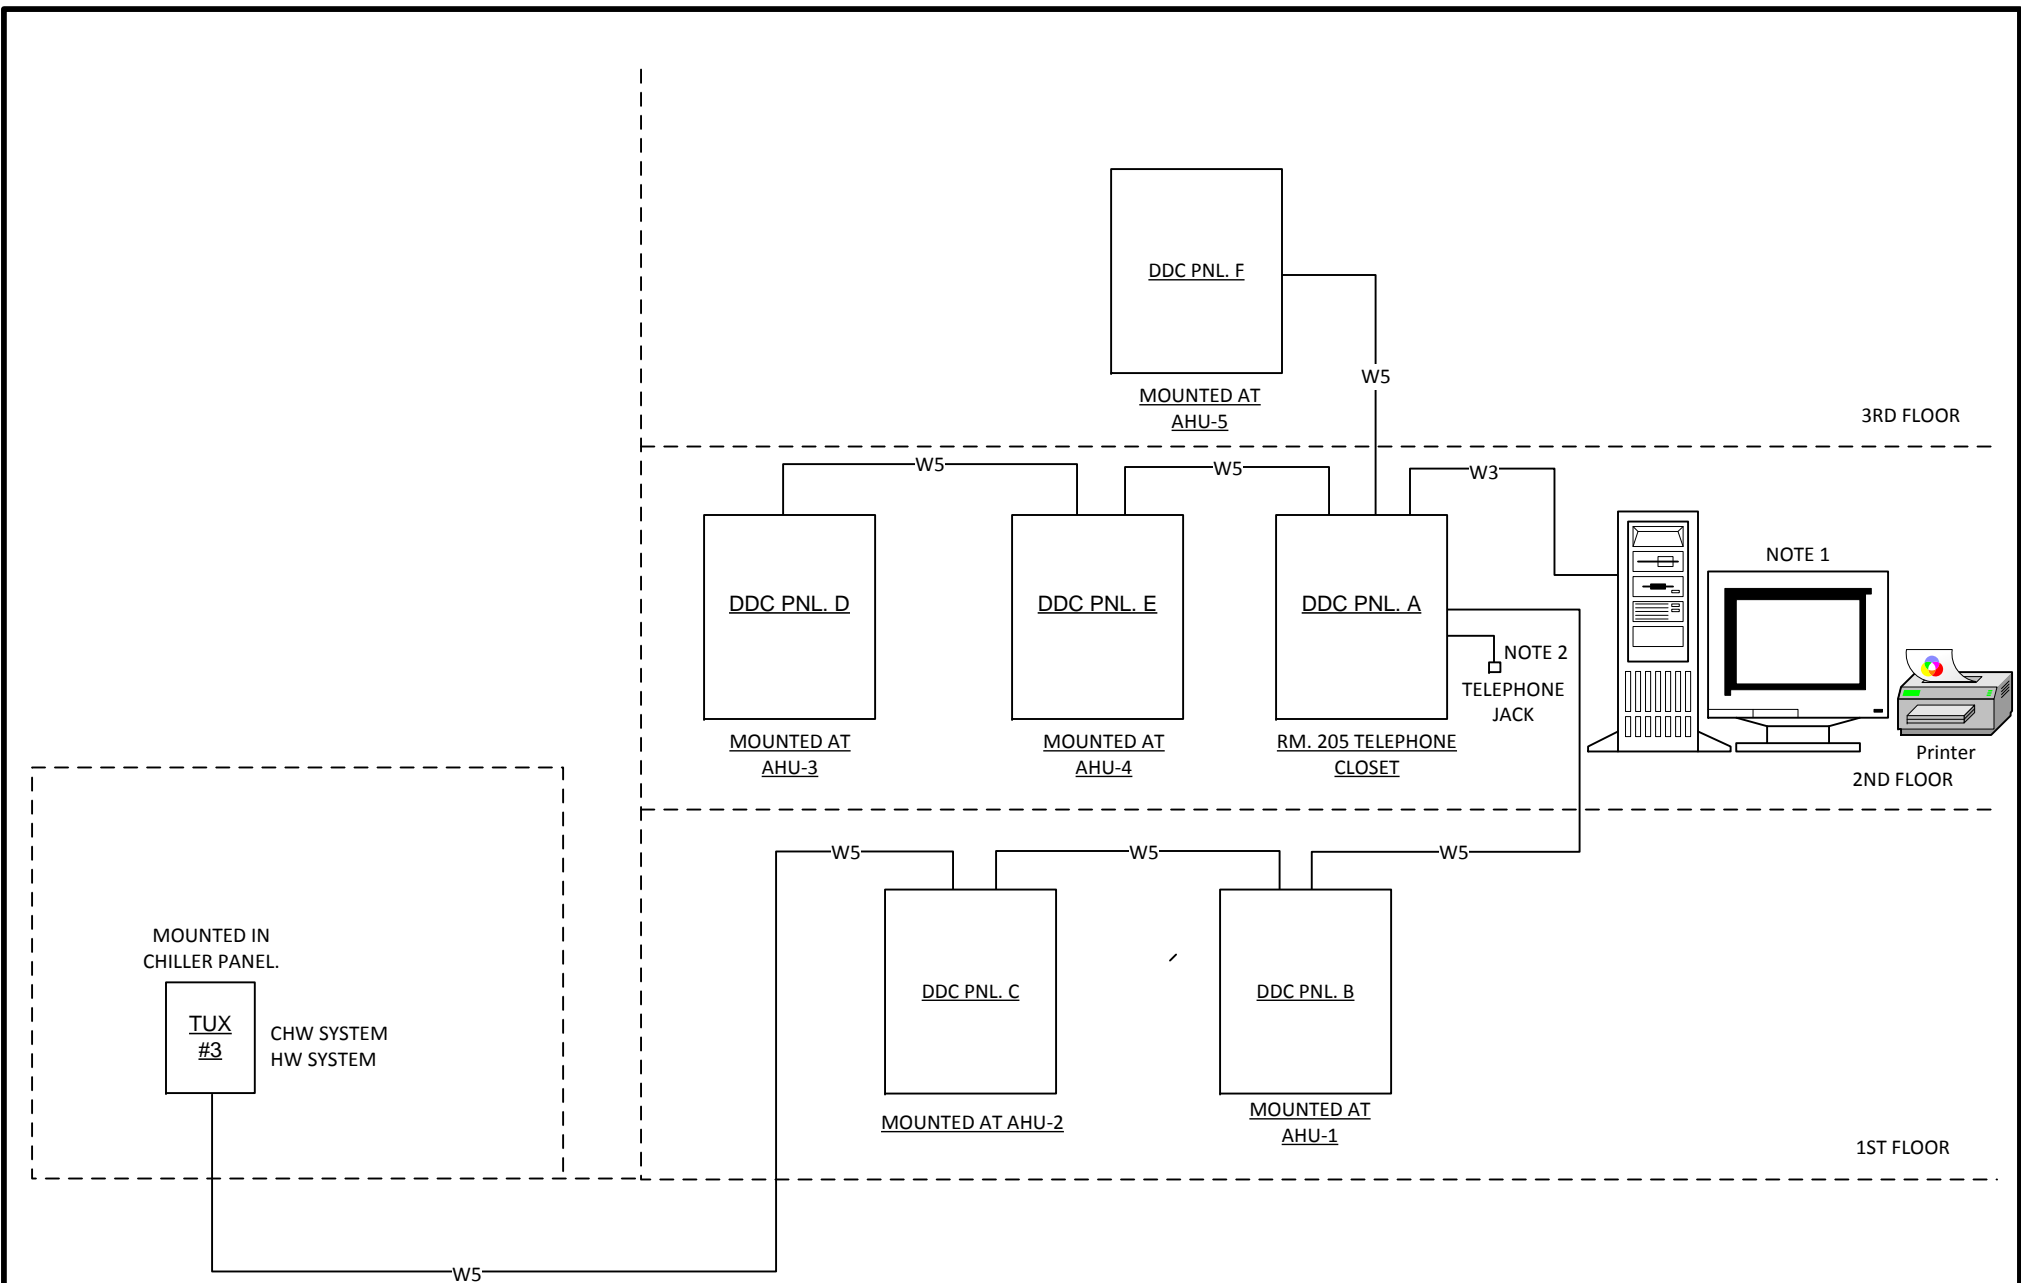 DDC PNL. F
W5
MOUNTED AT
AHU-5
3RD FLOOR
W5
W5
W3
NOTE 1
DDC PNL. D
DDC PNL. E
DDC PNL. A
NOTE 2
TELEPHONE
JACK
MOUNTED AT
AHU-3
MOUNTED AT
AHU-4
RM. 205 TELEPHONE
CLOSET
Printer
2ND FLOOR
W5
W5
W5
MOUNTED IN
CHILLER PANEL.
TUX
#3
CHW SYSTEM
HW SYSTEM
DDC PNL. C
DDC PNL. B
MOUNTED AT AHU-2
MOUNTED AT
AHU-1
1ST FLOOR
W5